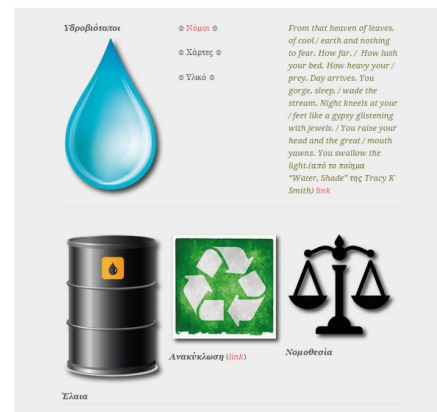 Υδροβιότοποι
⊙ Νόμοι ⊙
⊙ Χάρτες ⊙
⊙ Υλικό ⊙
From that heaven of leaves,
of cool / earth and nothing
to fear. How far. / How lush
your bed. How heavy your /
prey. Day arrives. You
gorge, sleep, / wade the
stream. Night kneels at your
/ feet like a gypsy glistening
with jewels. / You raise your
head and the great / mouth
yawns. You swallow the
light.(από το ποίημα
“Water, Shade” της Tracy K
Smith) link
Έλαια
Ανακύκλωση (link)
Νομοθεσία